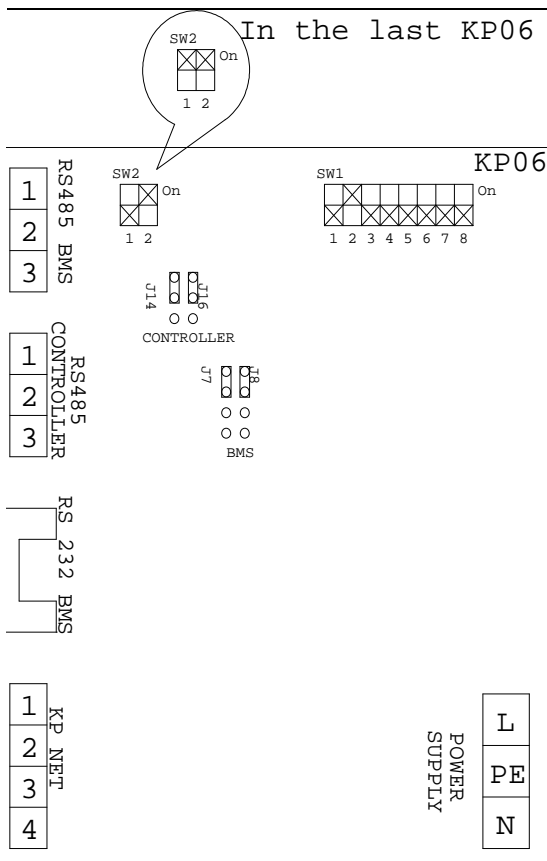 In the last KP06
SW2
On
1 2
KP06
RS485 BMS
1
2
3
SW2
On
1 2
SW1
On
1 2 3 4 5 6 7 8
J14
J16
CONTROLLER
RS485
CONTROLLER
1
2
3
J7
J8
BMS
RS 232 BMS
KP NET
1
2
3
4
POWER
SUPPLY
L
PE
N